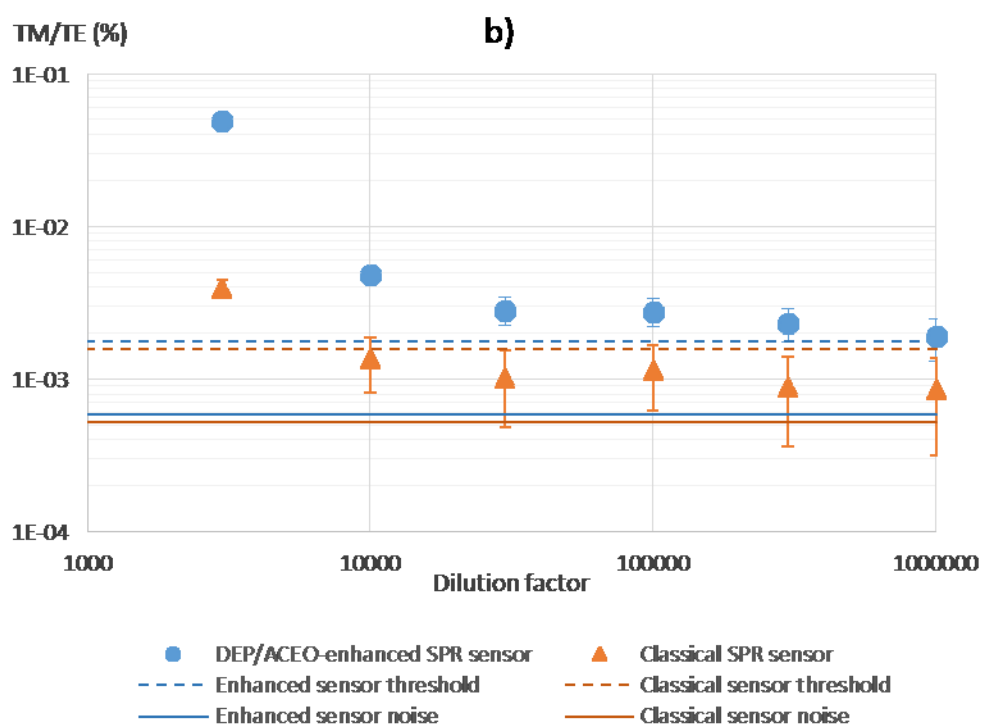 TM/TE (%)
b)
1E-01
1E-02
1E-03
1E-04
1000 10000 100000 1000000
Dilution factor
DEP/ACEO-enhanced SPR sensor Classical SPR sensor
Enhanced sensor threshold Classical sensor threshold
Enhanced sensor noise Classical sensor noise